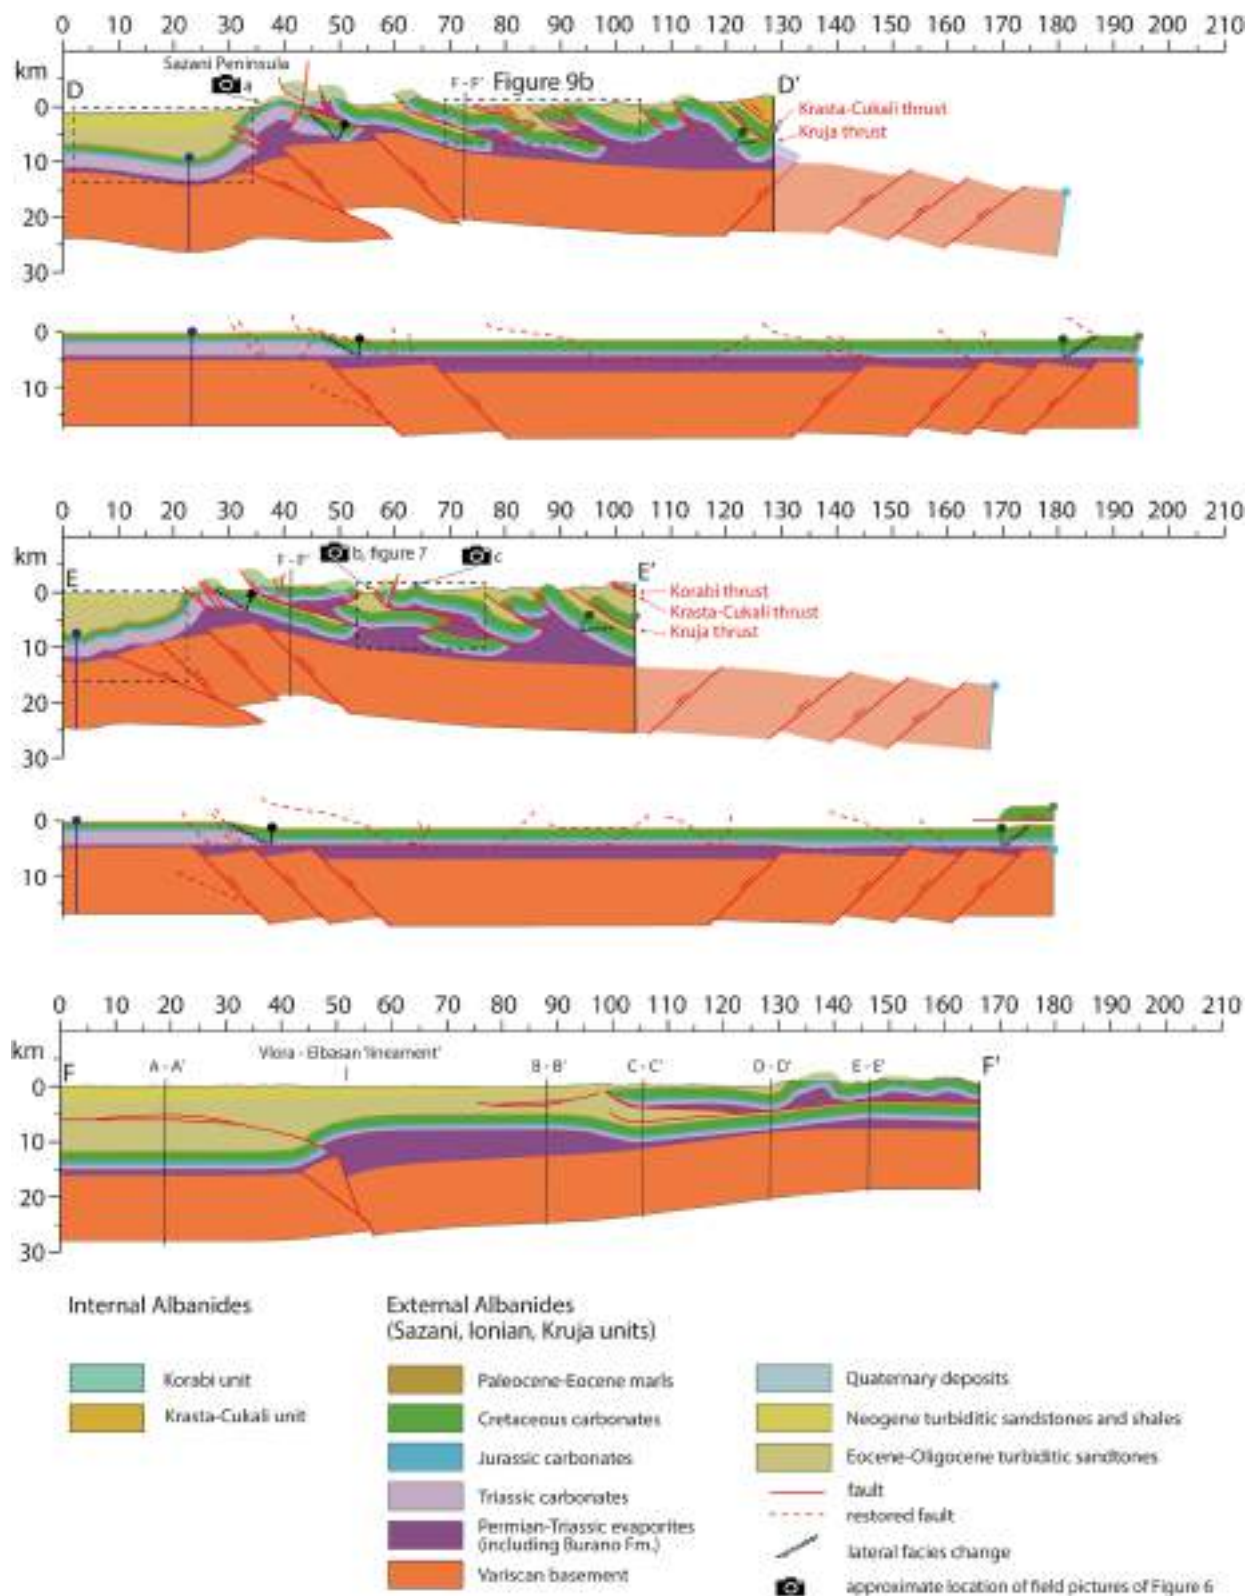 0 10 20 30 40 50 60 70 80 90 100 110 120 130 140 150 160 170 180 190 200 210
km
Sazani Peninsula
D
a
F - F'
Figure 9b
D'
0
10
20
30
Krasta-Cukali thrust
Kruja thrust
0
10
0 10 20 30 40 50 60 70 80 90 100 110 120 130 140 150 160 170 180 190 200 210
km
E
F - F'
b, figure 7
c
E'
0
10
20
30
Korabi thrust
Krasta-Cukali thrust
Kruja thrust
0
10
0 10 20 30 40 50 60 70 80 90 100 110 120 130 140 150 160 170 180 190 200 210
km
F
A - A'
Vlora - Elbasan 'lineament'
B - B'
C - C'
D - D'
E - E'
F'
0
10
20
30
Internal Albanides
Korabi unit
Krasta-Cukali unit
External Albanides
(Sazani, Ionian, Kruja units)
Paleocene-Eocene marls
Cretaceous carbonates
Jurassic carbonates
Triassic carbonates
Permian-Triassic evaporites
(including Burano Fm.)
Variscan basement
Quaternary deposits
Neogene turbiditic sandstones and shales
Eocene-Oligocene turbiditic sandtones
fault
restored fault
lateral facies change
approximate location of field pictures of Figure 6